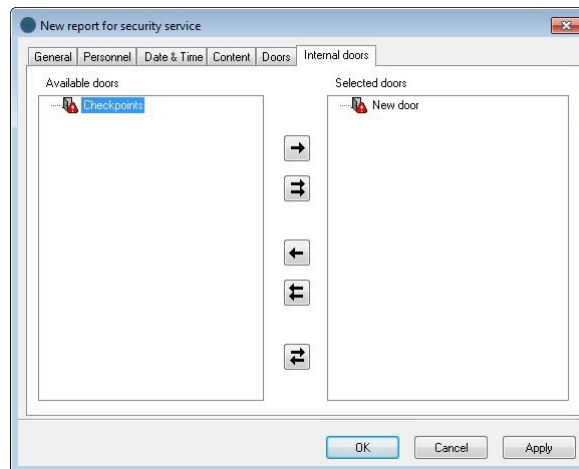 New report for security service
General Personnel Date & Time Content Doors Internal doors
Available doors Selected doors
Checkpoints New door
OK Cancel Apply